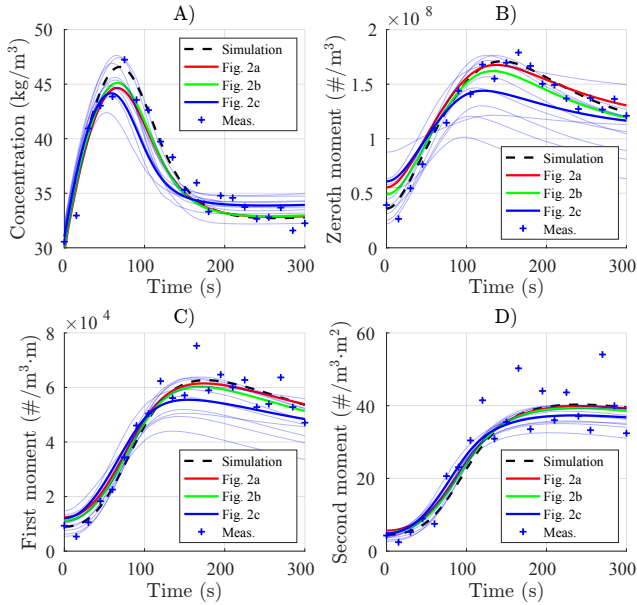 A)
Concentration (kg/m³)
50
45
40
35
30
0
100
200
300
Time (s)
Simulation
Fig. 2a
Fig. 2b
Fig. 2c
Meas.
B)
× 10⁸
Zeroth moment (#/m³)
2
1.5
1
0.5
0
0
100
200
300
Time (s)
Simulation
Fig. 2a
Fig. 2b
Fig. 2c
Meas.
C)
× 10⁴
First moment (#/m³·m)
8
6
4
2
0
0
100
200
300
Time (s)
Simulation
Fig. 2a
Fig. 2b
Fig. 2c
Meas.
D)
Second moment (#/m³·m²)
60
40
20
0
0
100
200
300
Time (s)
Simulation
Fig. 2a
Fig. 2b
Fig. 2c
Meas.